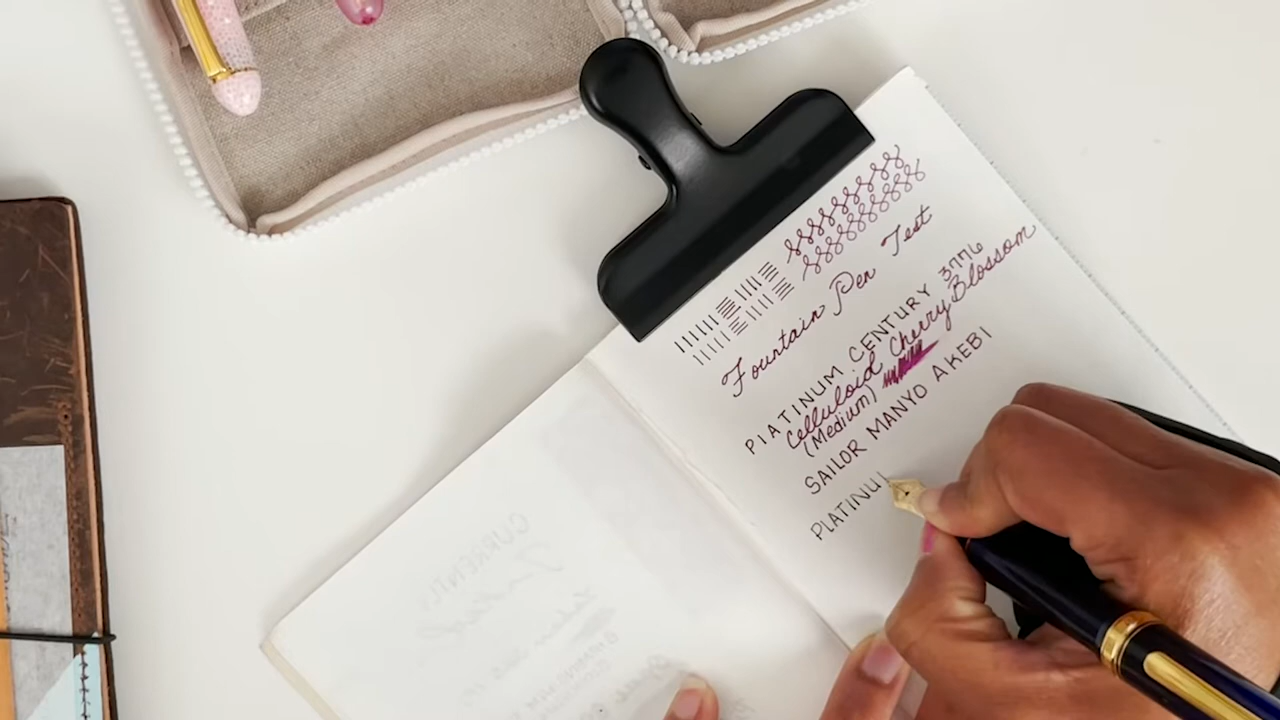 Fountain Pen Test
PLATINUM CENTURY 3776
Celluloid Cherry Blossom
(Medium)
SAILOR MANYO AKEBI
PLATINU